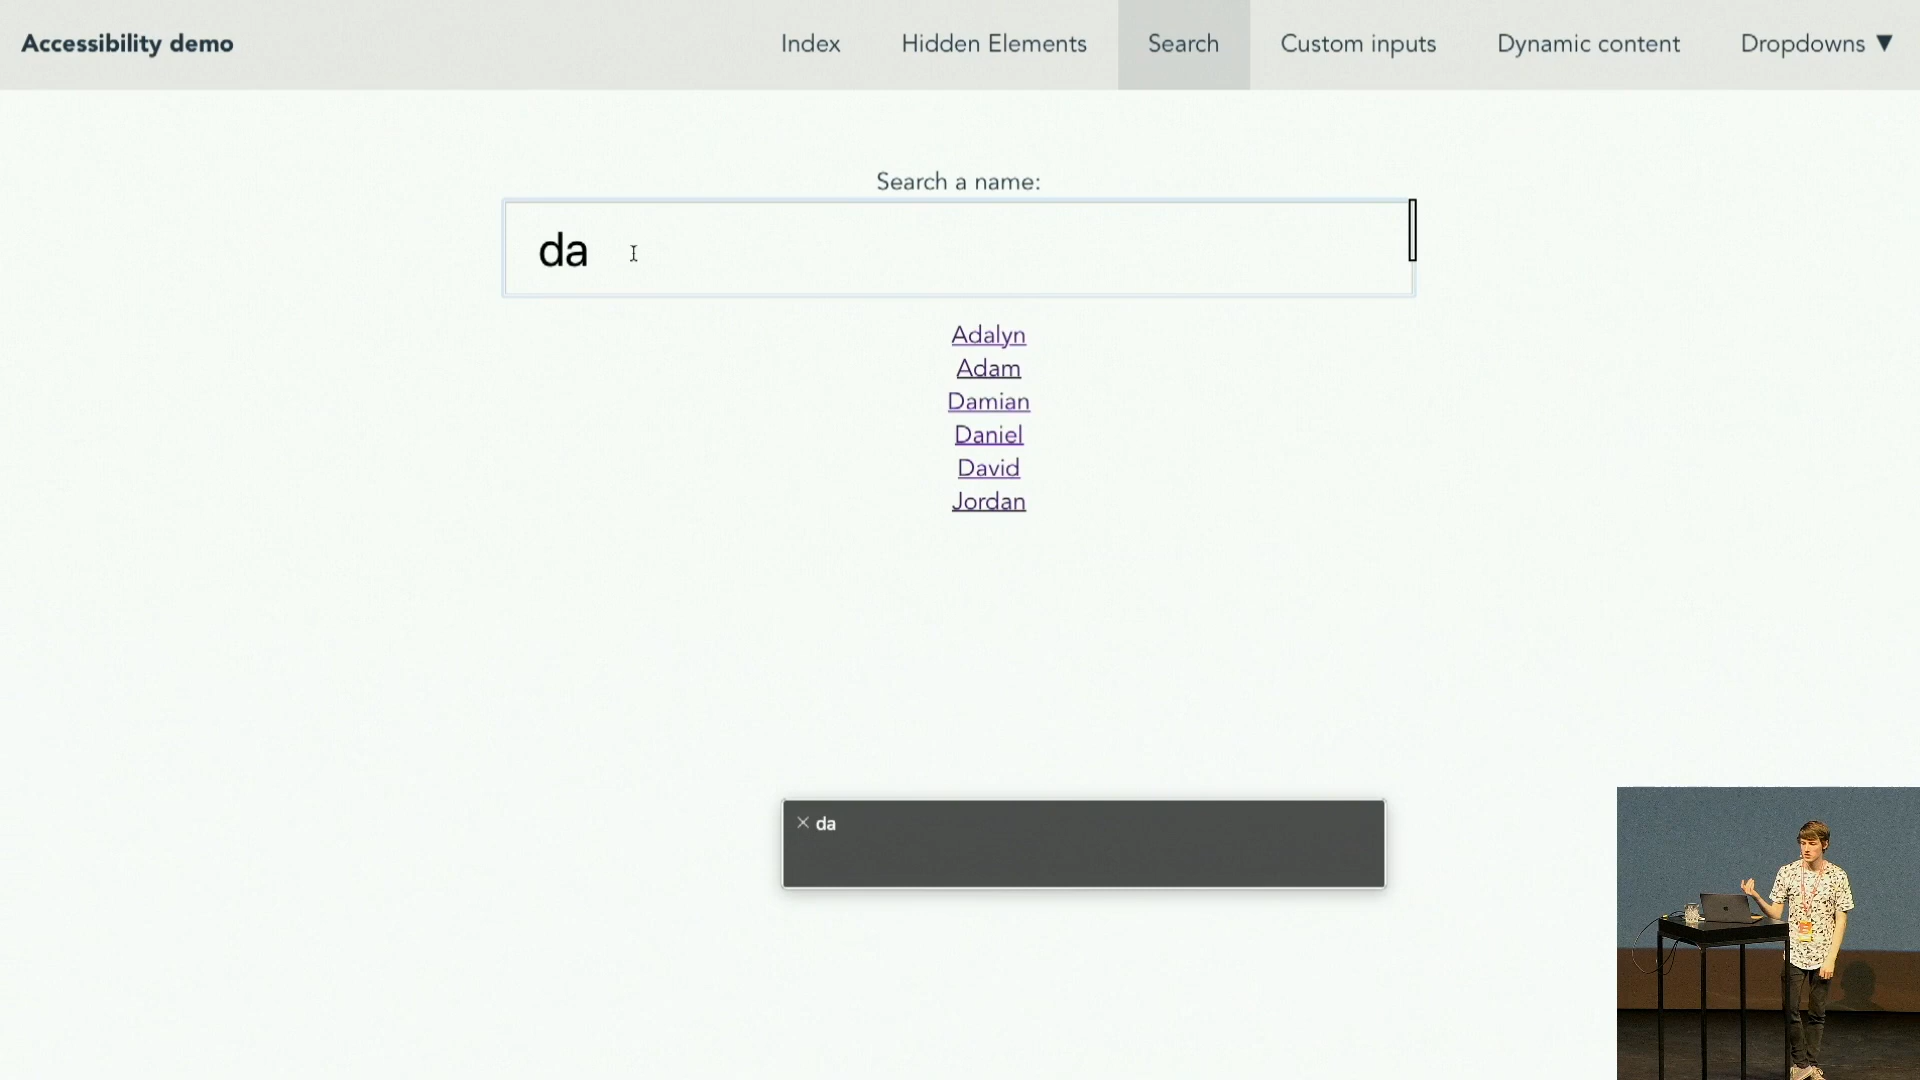 Accessibility demo Index Hidden Elements Search Custom inputs Dynamic content Dropdowns ▼
Search a name:
da
Adalyn
Adam
Damian
Daniel
David
Jordan
× da